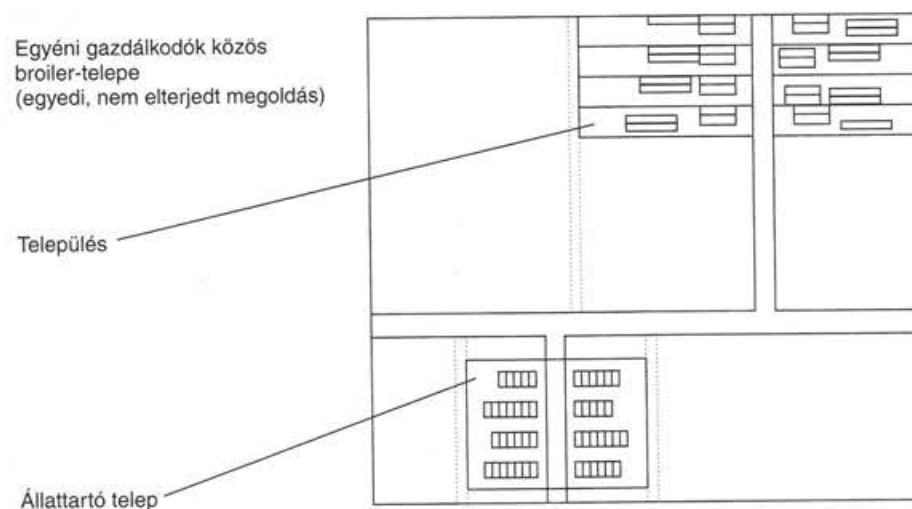 Egyéni gazdálkodók közös
broiler-telepe
(egyedi, nem elterjedt megoldás)
Település
Állattartó telep